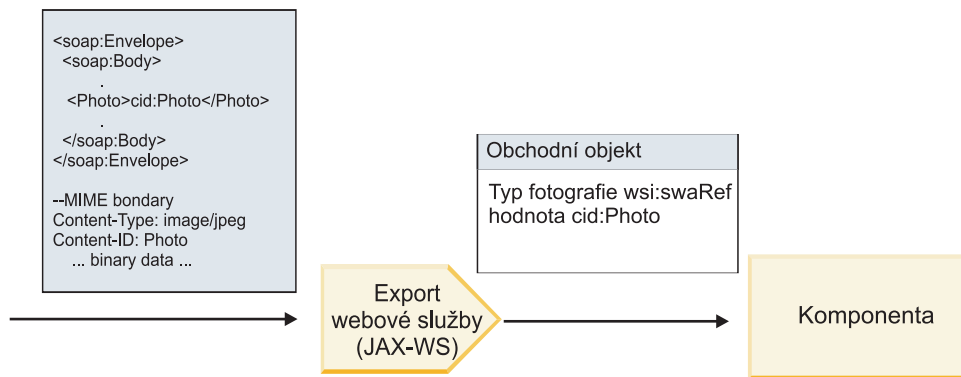 <soap:Envelope>
<soap:Body>
.
<Photo>cid:Photo</Photo>
.
</soap:Body>
</soap:Envelope>
--MIME bondary
Content-Type: image/jpeg
Content-ID: Photo
... binary data ...
Export
webové služby
(JAX-WS)
Obchodní objekt
Typ fotografie wsi:swaRef
hodnota cid:Photo
Komponenta